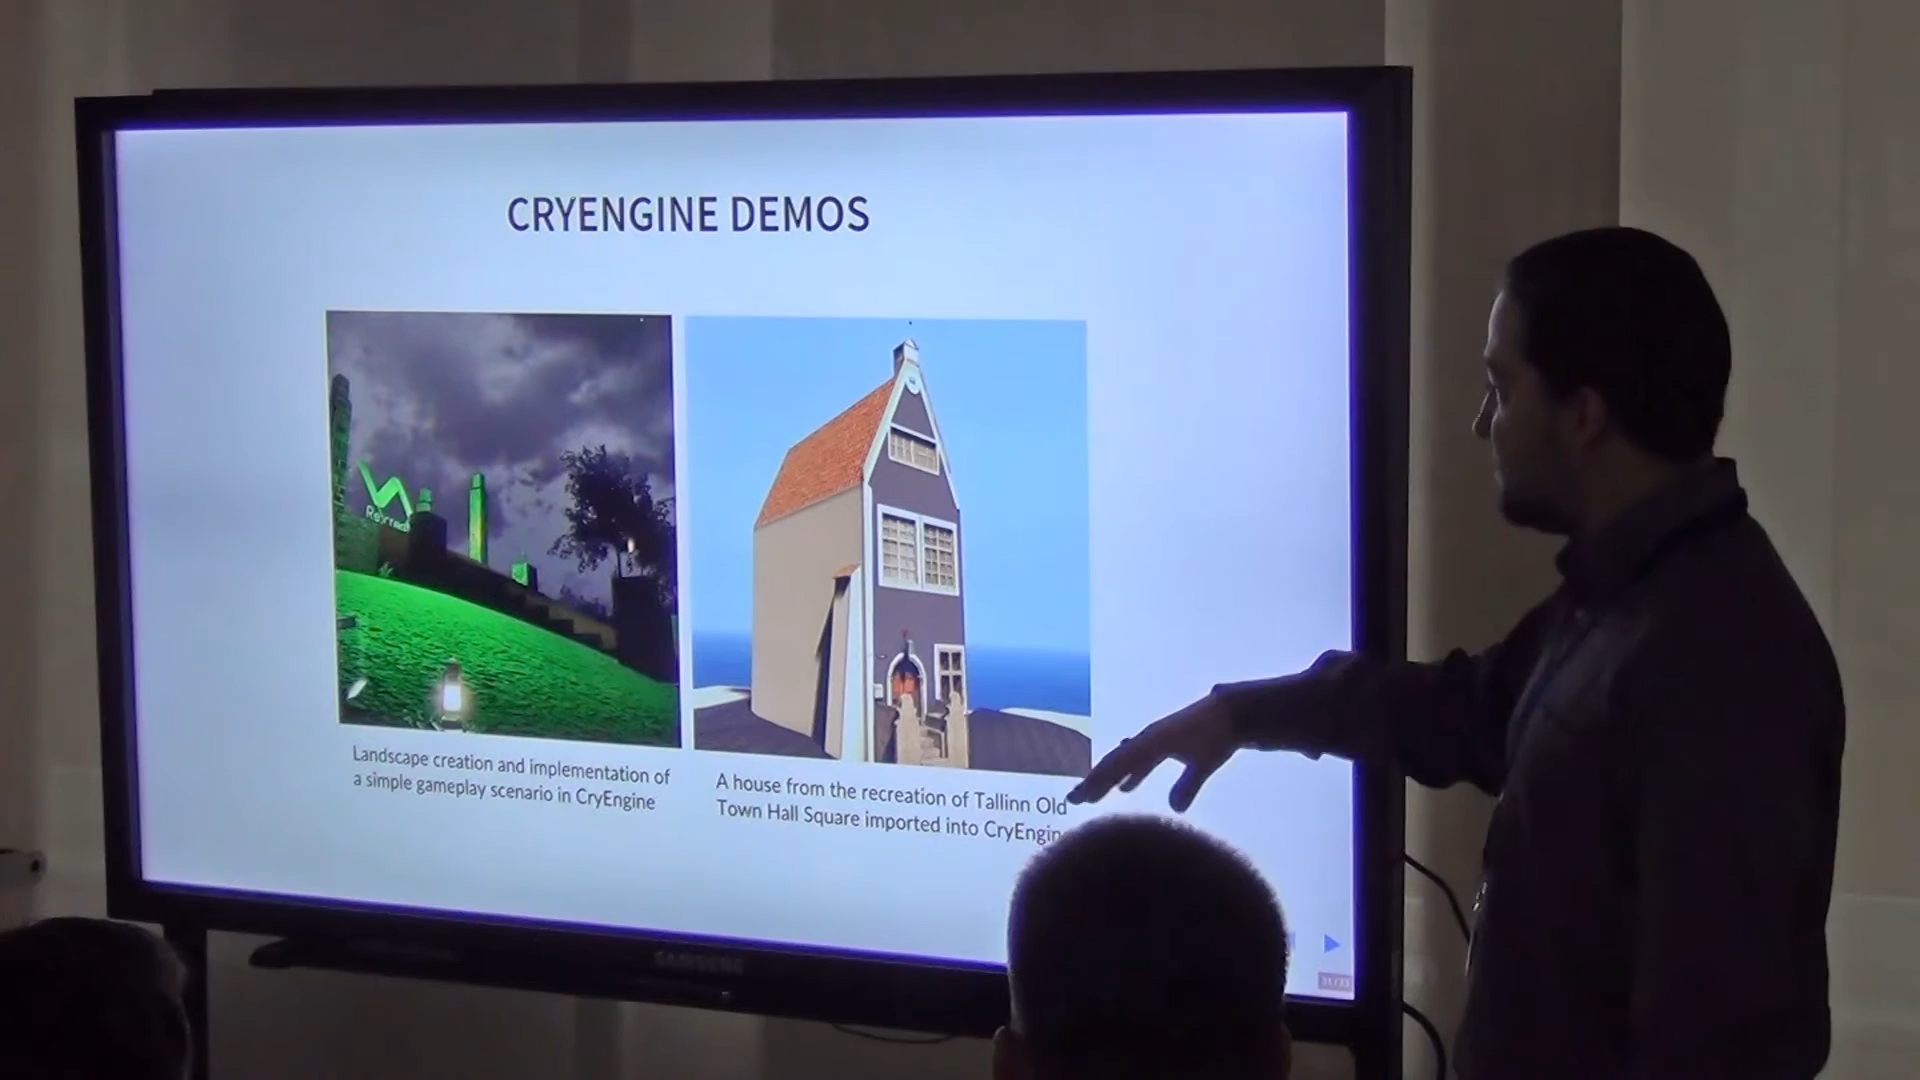 CRYENGINE DEMOS
Landscape creation and implementation of
a simple gameplay scenario in CryEngine
A house from the recreation of Tallinn Old
Town Hall Square imported into CryEngin
SAMSUNG